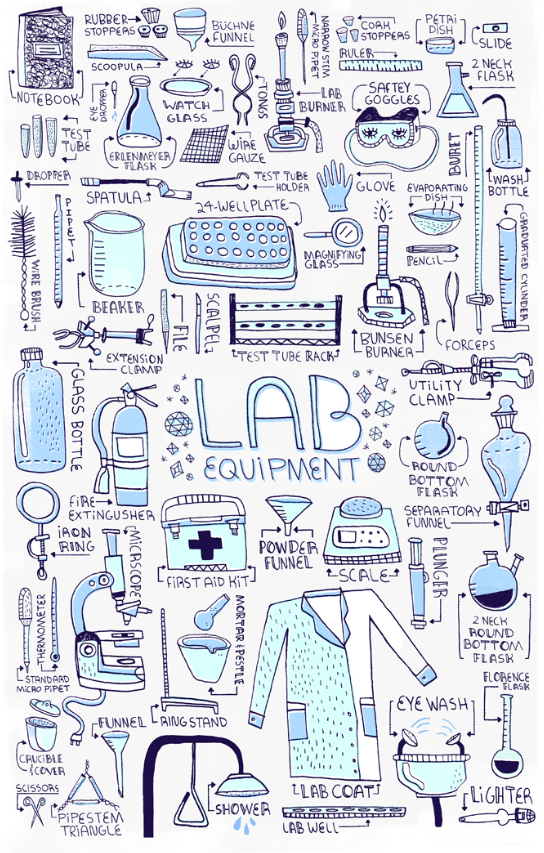 RUBBER
STOPPERS
BÜCHNE
FUNNEL
NARROW STEM
MICRO PIPET
CORK
STOPPERS
PETRI
DISH
SLIDE
RULER
NOTEBOOK
SCOOPULA
EYE
DROPPER
WATCH
GLASS
TONGS
LAB
BURNER
SAFTEY
GOGGLES
2 NECK
FLASK
TEST
TUBE
ERLENMEYER
FLASK
WIRE
GAUZE
BURET
WASH
BOTTLE
DROPPER
SPATULA
TEST TUBE
HOLDER
GLOVE
EVAPORATING
DISH
PIPET
24-WELLPLATE
MAGNIFYING
GLASS
PENCIL
GRADUATED CYLINDER
WIRE BRUSH
BEAKER
FILE
SCALPEL
TEST TUBE RACK
BUNSEN
BURNER
FORCEPS
EXTENSION
CLAMP
UTILITY
CLAMP
GLASS BOTTLE
LAB
EQUIPMENT
ROUND
BOTTOM
FLASK
FIRE
EXTINGUSHER
SEPARATORY
FUNNEL
IRON
RING
MICRSCOPE
FIRST AID KIT
POWDER
FUNNEL
SCALE
PLUNGER
THERMOMETER
MORTAR & PESTLE
2 NECK
ROUND
BOTTOM
FLASK
STANDARD
MICRO PIPET
FLORENCE
FLASK
RINGSTAND
EYE WASH
CRUCIBLE
& COVER
FUNNEL
SCISSORS
PIPESTEM
TRIANGLE
SHOWER
LAB COAT
LAB WELL
LIGHTER